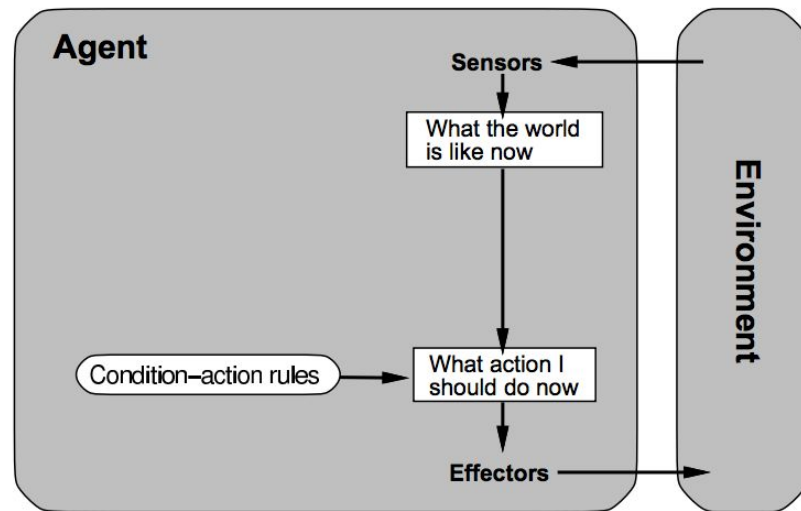 Agent
Sensors
What the world
is like now
Environment
Condition–action rules
What action I
should do now
Effectors